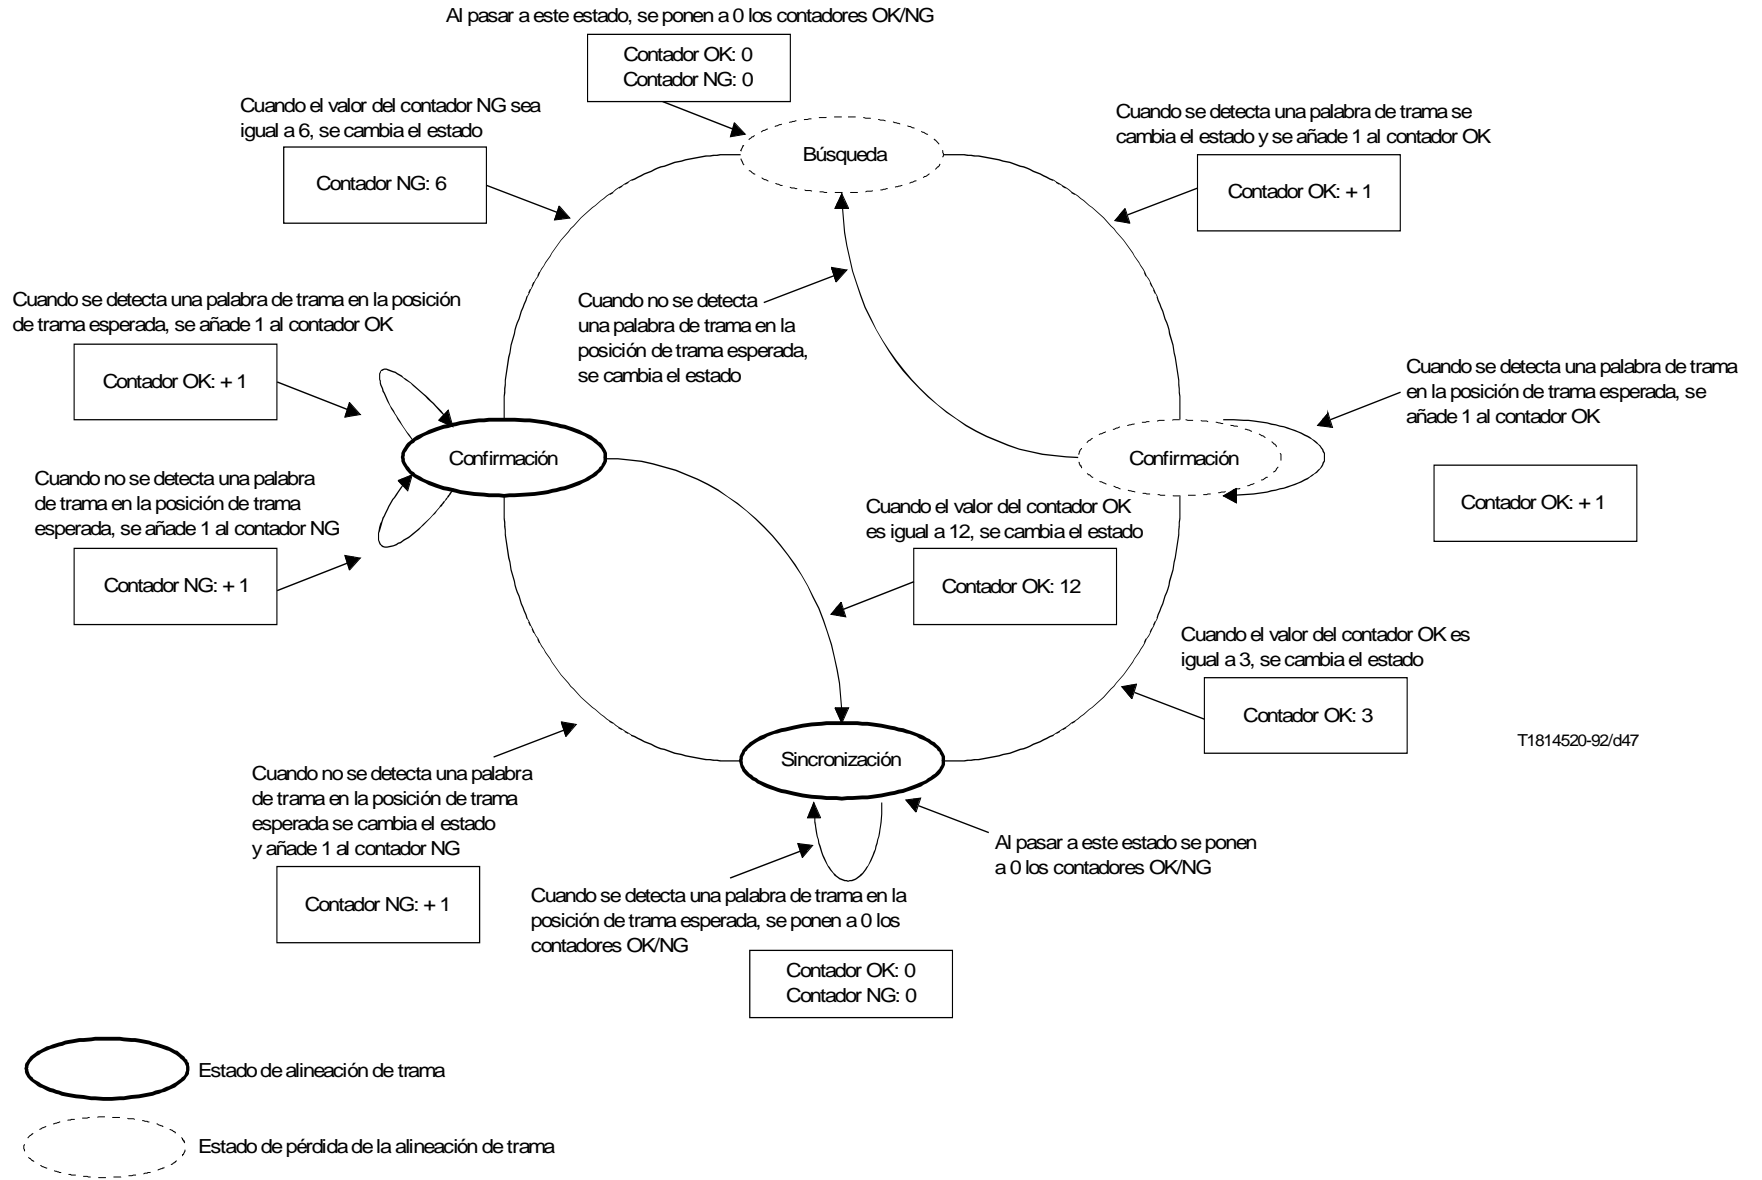 Al pasar a este estado, se ponen a 0 los contadores OK/NG
Contador OK: 0
Contador NG: 0
Cuando el valor del contador NG sea
igual a 6, se cambia el estado
Contador NG: 6
Búsqueda
Cuando se detecta una palabra de trama se
cambia el estado y se añade 1 al contador OK
Contador OK: + 1
Cuando se detecta una palabra de trama en la posición
de trama esperada, se añade 1 al contador OK
Contador OK: + 1
Cuando no se detecta
una palabra de trama en la
posición de trama esperada,
se cambia el estado
Cuando se detecta una palabra de trama
en la posición de trama esperada, se
añade 1 al contador OK
Contador OK: + 1
Confirmación
Confirmación
Cuando no se detecta una palabra
de trama en la posición de trama
esperada, se añade 1 al contador NG
Contador NG: + 1
Cuando el valor del contador OK
es igual a 12, se cambia el estado
Contador OK: 12
Cuando el valor del contador OK es
igual a 3, se cambia el estado
Contador OK: 3
T1814520-92/d47
Sincronización
Cuando no se detecta una palabra
de trama en la posición de trama
esperada se cambia el estado
y añade 1 al contador NG
Contador NG: + 1
Al pasar a este estado se ponen
a 0 los contadores OK/NG
Cuando se detecta una palabra de trama en la
posición de trama esperada, se ponen a 0 los
contadores OK/NG
Contador OK: 0
Contador NG: 0
Estado de alineación de trama
Estado de pérdida de la alineación de trama